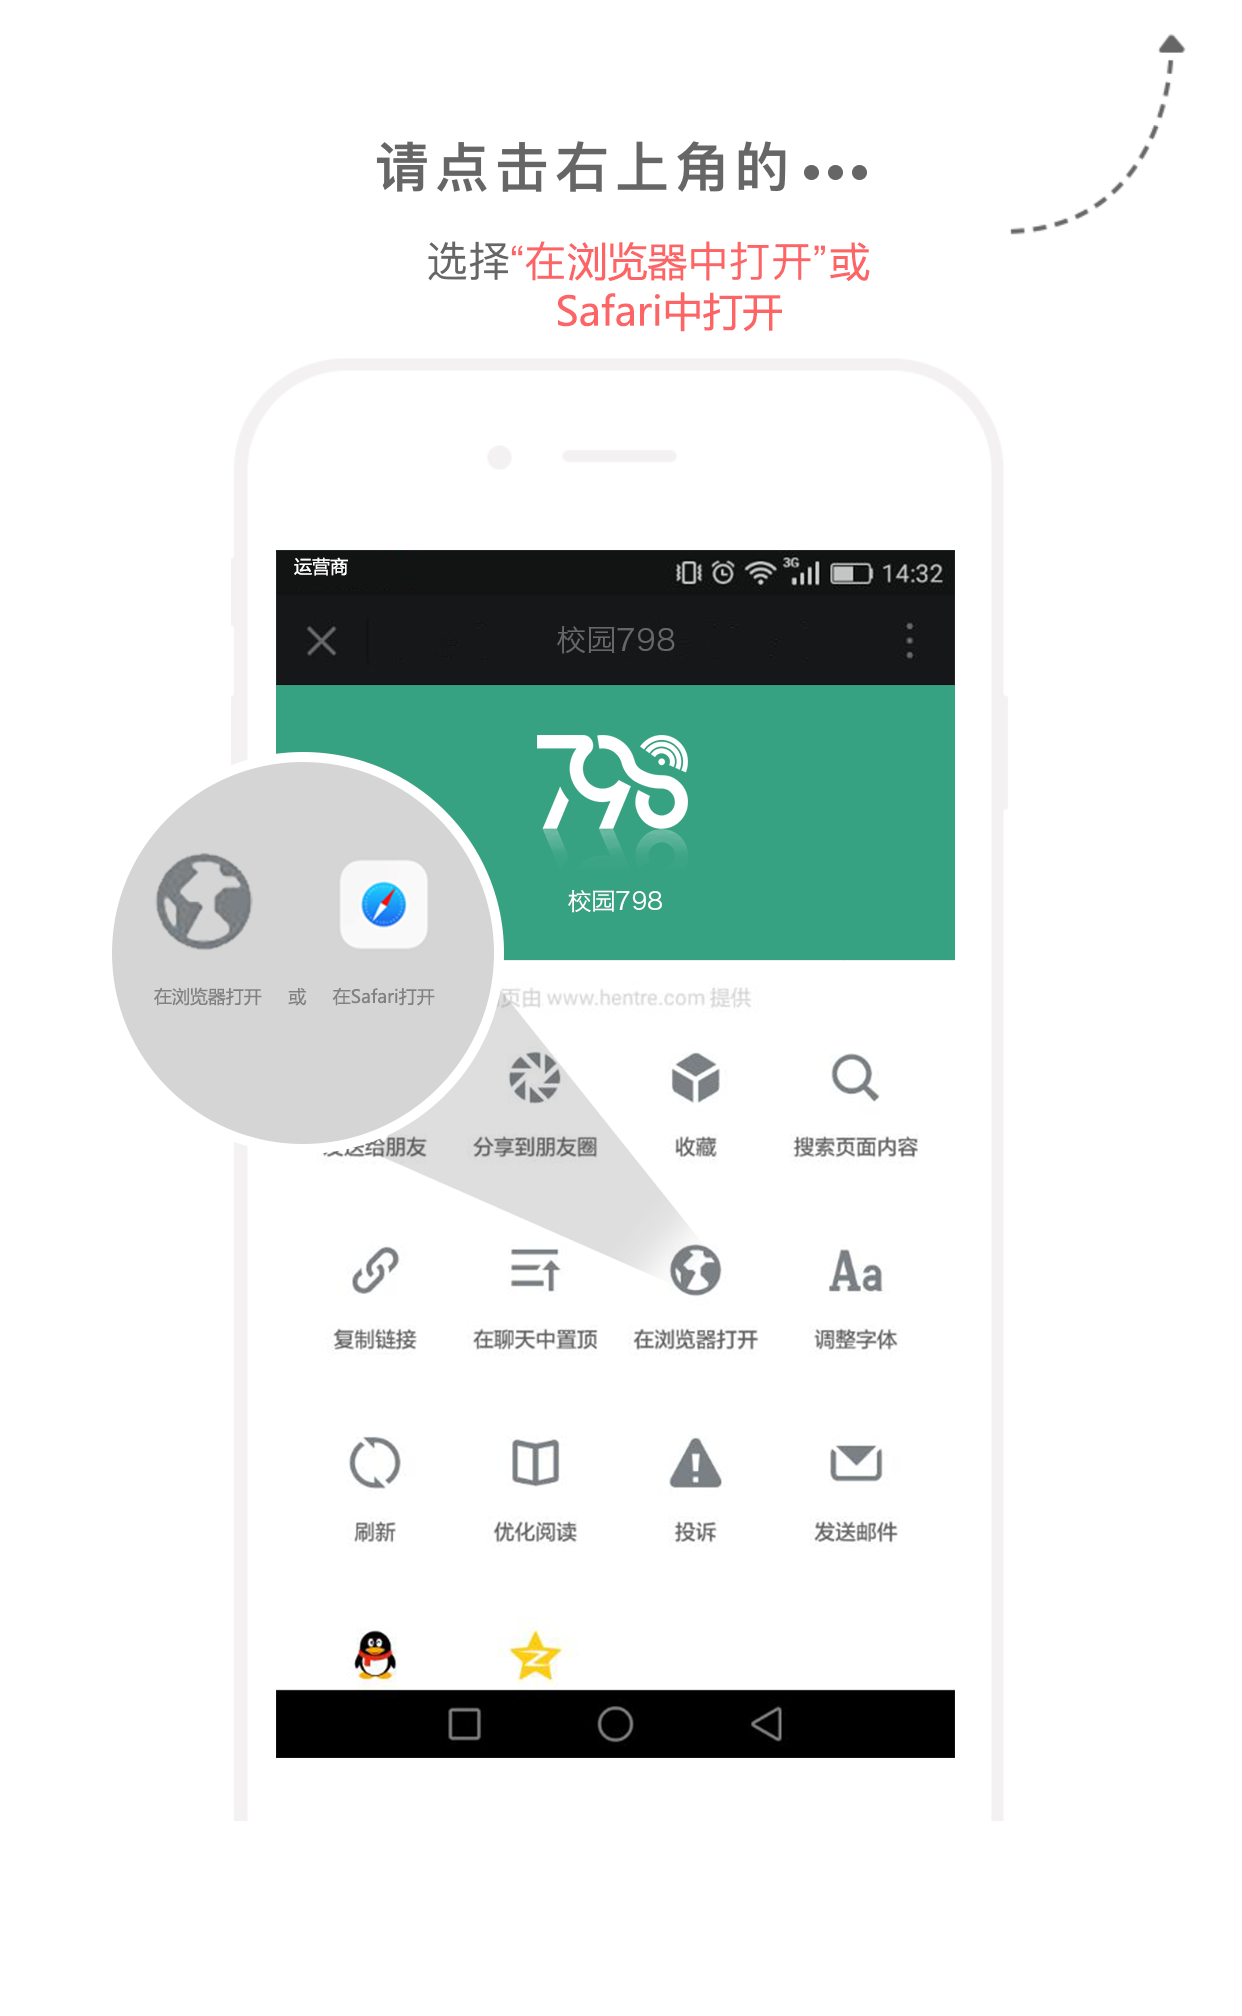 请点击右上角的•••
选择“在浏览器中打开”或
Safari中打开
运营商
3G
14:32
校园798
798
校园798
在浏览器打开 或 在Safari打开
页由 www.hentre.com 提供
送给朋友 分享到朋友圈 收藏 搜索页面内容
Aa
复制链接 在聊天中置顶 在浏览器打开 调整字体
刷新 优化阅读 投诉 发送邮件